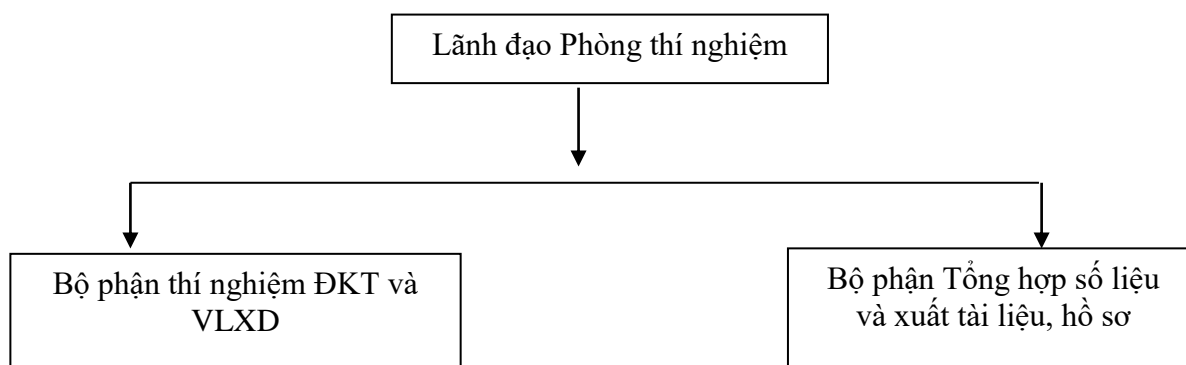 Lãnh đạo Phòng thí nghiệm
Bộ phận thí nghiệm ĐKT và
VLXD
Bộ phận Tổng hợp số liệu
và xuất tài liệu, hồ sơ